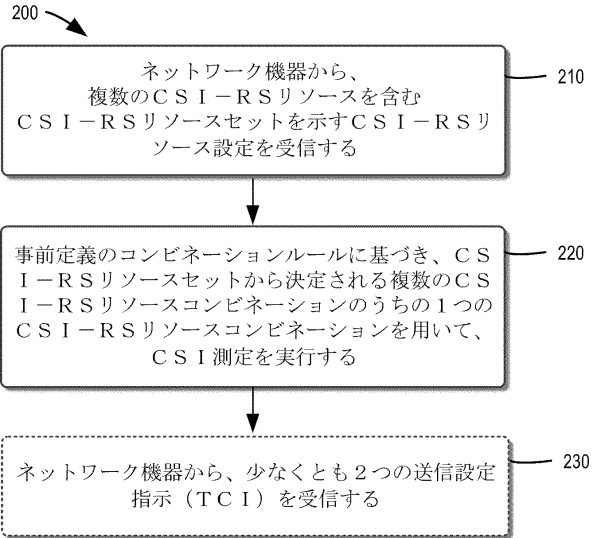 200
ネットワーク機器から、
複数のＣＳＩ－ＲＳリソースを含む
ＣＳＩ－ＲＳリソースセットを示すＣＳＩ－ＲＳリ
ソース設定を受信する
210
事前定義のコンビネーションルールに基づき、ＣＳ
Ｉ－ＲＳリソースセットから決定される複数のＣＳ
Ｉ－ＲＳリソースコンビネーションのうちの１つの
ＣＳＩ－ＲＳリソースコンビネーションを用いて、
ＣＳＩ測定を実行する
220
ネットワーク機器から、少なくとも２つの送信設定
指示（ＴＣＩ）を受信する
230